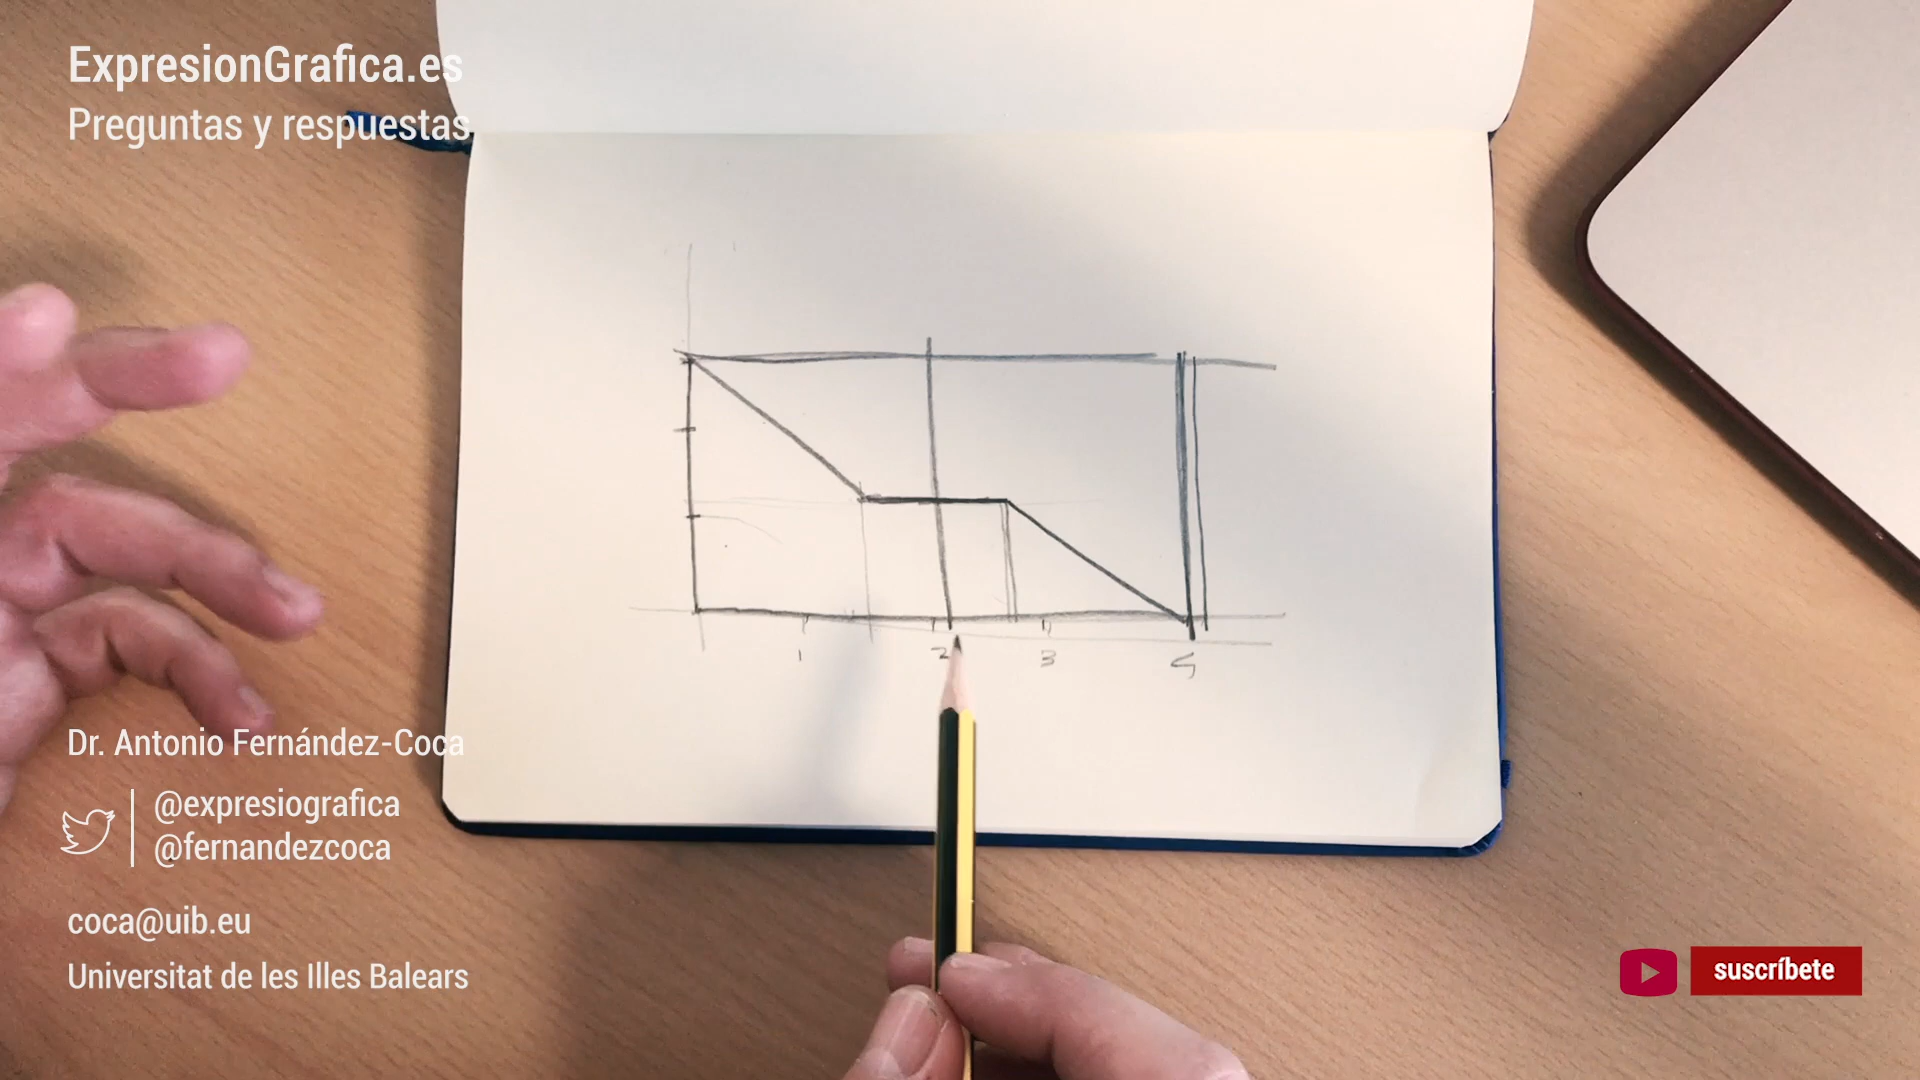 ExpresionGrafica.es
Preguntas y respuestas
1 2 3 4
Dr. Antonio Fernández-Coca
@expresiografica
@fernandezcoca
coca@uib.eu
Universitat de les Illes Balears
suscríbete